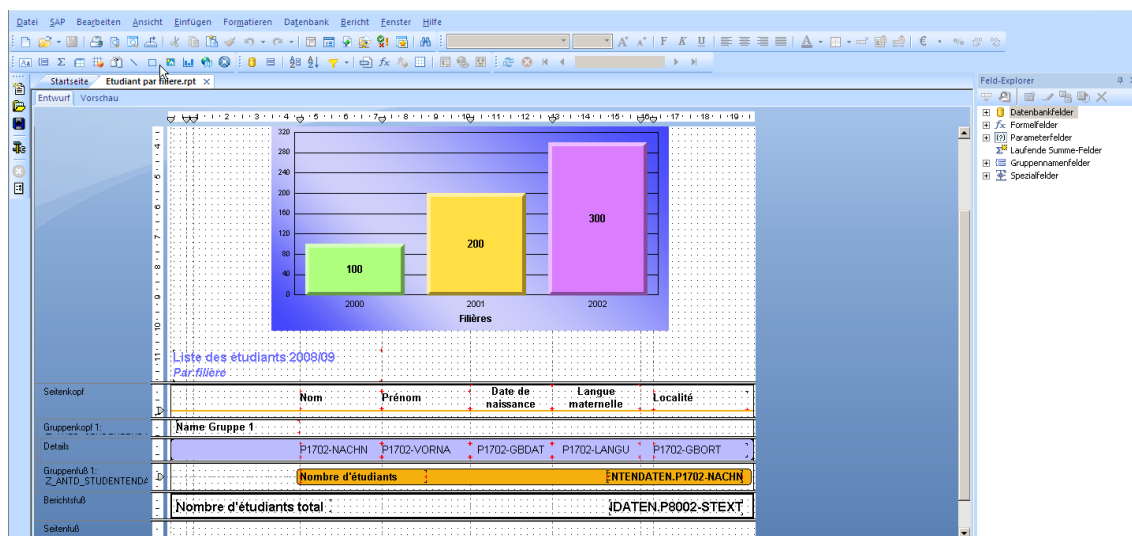 Datei SAP Bearbeiten Ansicht Einfügen Formatieren Datenbank Bericht Fenster Hilfe
F K U
Startseite Etudiant par filiere.rpt
Feld-Explorer
Entwurf Vorschau
Datenbankfelder
Formelfelder
Parameterfelder
Laufende Summe-Felder
Gruppennamenfelder
Spezialfelder
320
280
240
200
160
120
80
40
0
100
200
300
2000 2001 2002
Filières
Liste des étudiants 2008/09
Par filière
Seitenkopf
Nom Prénom Date de naissance Langue maternelle Localité
Gruppenkopf 1:
Name Gruppe 1
Details
P1702-NACHN P1702-VORNA P1702-GBDAT P1702-LANGU P1702-GBORT
Gruppenfuß 1:
Z_ANTD_STUDENTENDA
Nombre d'étudiants NTENDATEN.P1702-NACHN
Berichtsfuß
Nombre d'étudiants total DATEN.P8002-STEXT
Seitenfuß